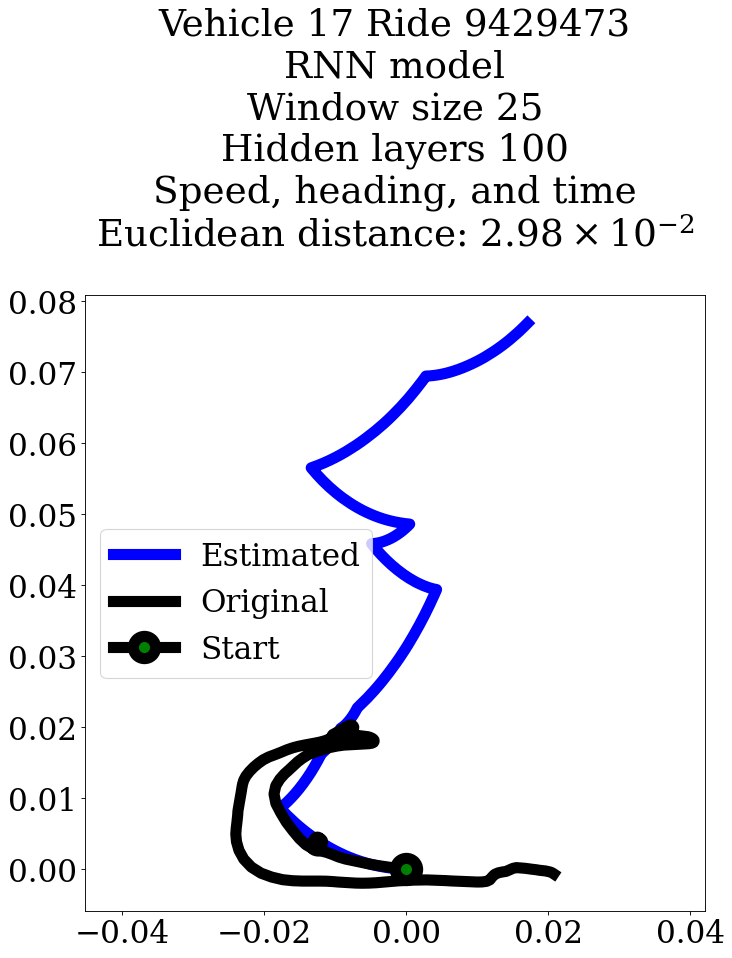 Vehicle 17 Ride 9429473
RNN model
Window size 25
Hidden layers 100
Speed, heading, and time
Euclidean distance: 2.98 × 10⁻²
0.08
0.07
0.06
0.05
0.04
0.03
0.02
0.01
0.00
Estimated
Original
Start
−0.04
−0.02
0.00
0.02
0.04